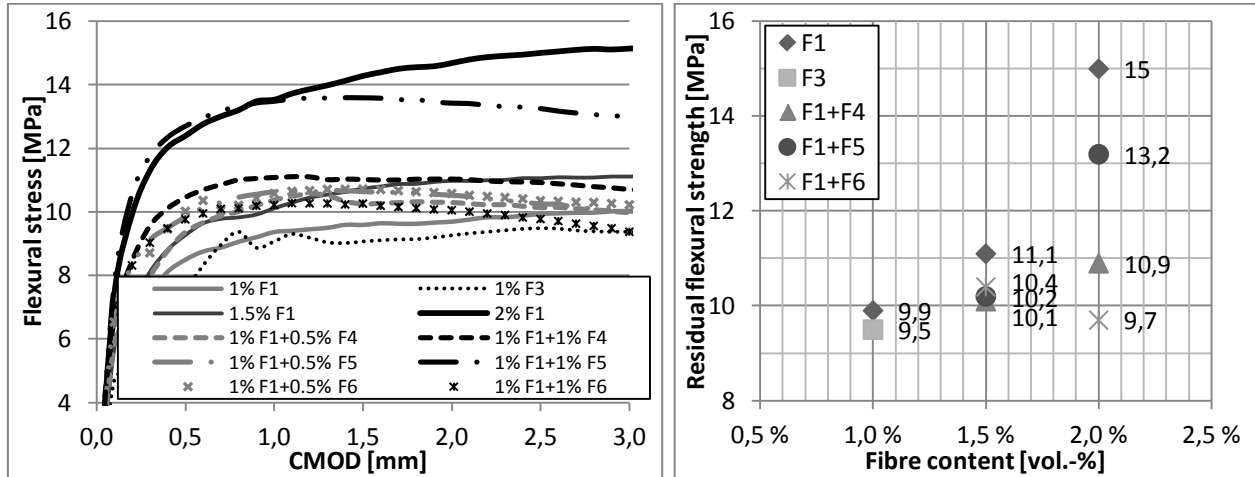 Flexural stress [MPa]
16
14
12
10
8
6
4
1% F1
1% F3
1.5% F1
2% F1
1% F1+0.5% F4
1% F1+1% F4
1% F1+0.5% F5
1% F1+1% F5
1% F1+0.5% F6
1% F1+1% F6
0,0 0,5 1,0 1,5 2,0 2,5 3,0
CMOD [mm]
Residual flexural strength [MPa]
16
14
12
10
8
F1
F3
F1+F4
F1+F5
F1+F6
15
13,2
11,1
10,9
10,4
10,2
10,1
9,9
9,7
9,5
0,5 % 1,0 % 1,5 % 2,0 % 2,5 %
Fibre content [vol.-%]